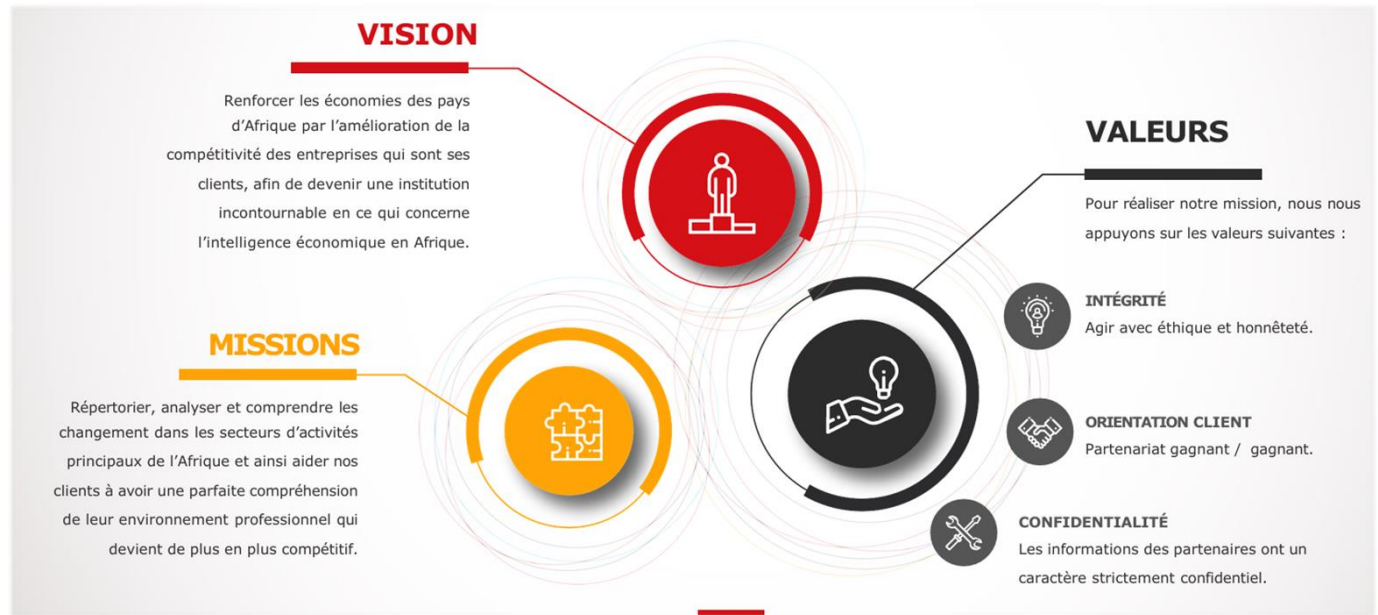 VISION
Renforcer les économies des pays
d’Afrique par l’amélioration de la
compétitivité des entreprises qui sont ses
clients, afin de devenir une institution
incontournable en ce qui concerne
l’intelligence économique en Afrique.
MISSIONS
Répertorier, analyser et comprendre les
changement dans les secteurs d’activités
principaux de l’Afrique et ainsi aider nos
clients à avoir une parfaite compréhension
de leur environnement professionnel qui
devient de plus en plus compétitif.
VALEURS
Pour réaliser notre mission, nous nous
appuyons sur les valeurs suivantes :
INTÉGRITÉ
Agir avec éthique et honnêteté.
ORIENTATION CLIENT
Partenariat gagnant / gagnant.
CONFIDENTIALITÉ
Les informations des partenaires ont un
caractère strictement confidentiel.